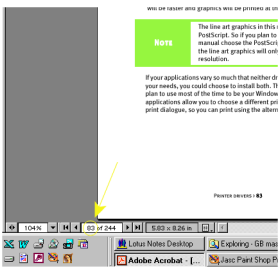 will be faster and graphics will be printed at th
NOTE
The line art graphics in this
PostScript. So if you plan to
manual choose the PostScri
the line art graphics will onl
resolution.
If your applications vary so much that neither dr
your needs, you could choose to install both. Th
plan to use most of the time to be your Window
applications allow you to choose a different pri
print dialogue, so you can using the altern
PRINTER DRIVERS • 83
104% 83 of 244 5.83 x 8.26 in
Lotus Notes Desktop Exploring - GB mas
Adobe Acrobat - [... Jasc Paint Shop P